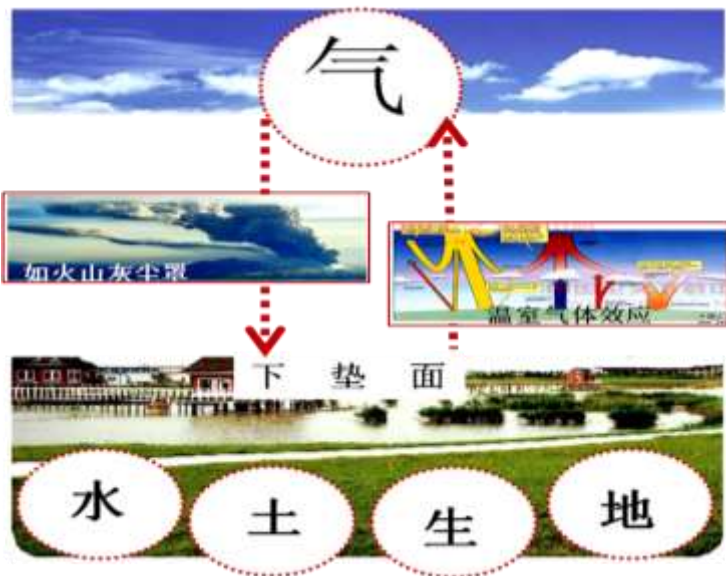 气
如火山灰尘罩
温室气体效应
下 垫 面
水 土 生 地